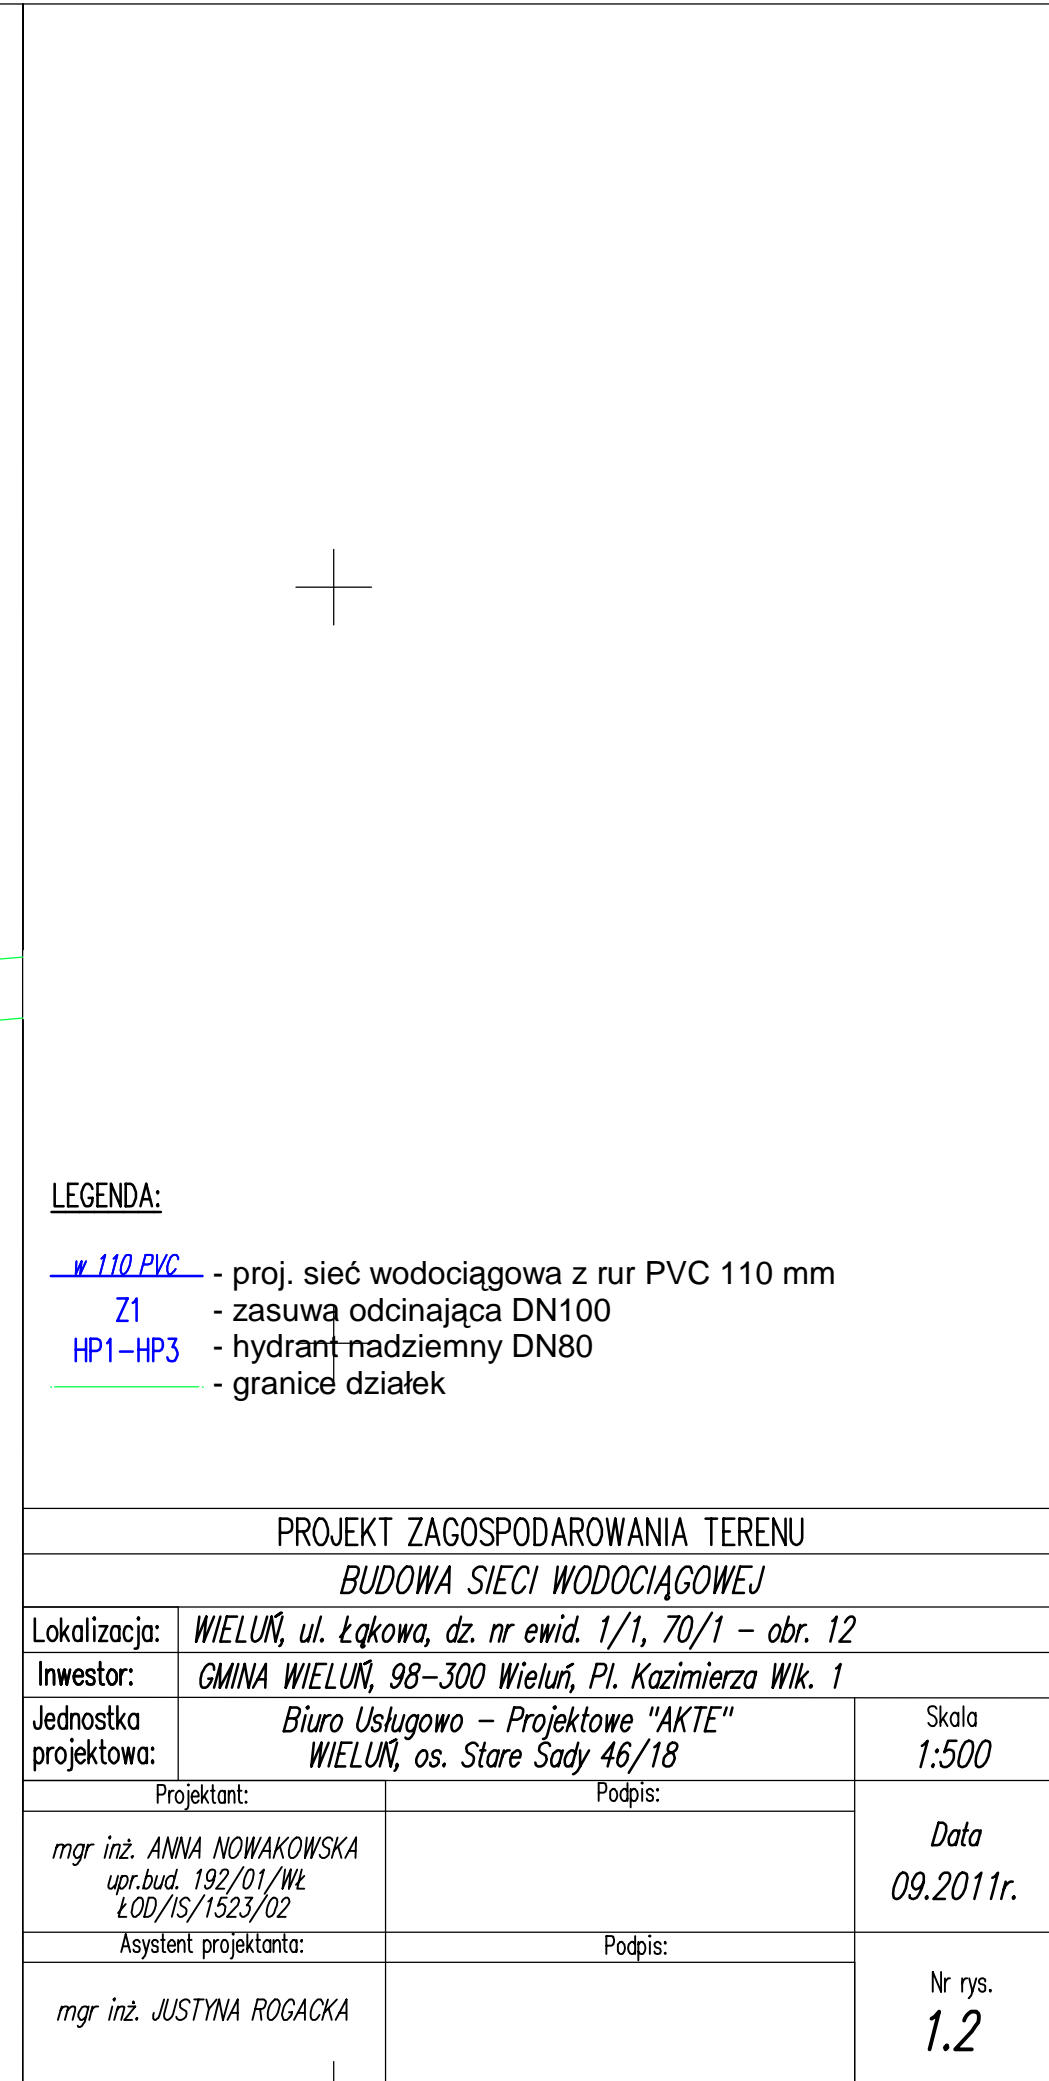 LEGENDA:
w 110 PVC - proj. sieć wodociągowa z rur PVC 110 mm
Z1 - zasuwa odcinająca DN100
HP1-HP3 - hydrant nadziemny DN80
- granice działek
PROJEKT ZAGOSPODAROWANIA TERENU
BUDOWA SIECI WODOCIĄGOWEJ
Lokalizacja: WIELUŃ, ul. Łąkowa, dz. nr ewid. 1/1, 70/1 - obr. 12
Inwestor: GMINA WIELUŃ, 98-300 Wieluń, Pl. Kazimierza Wlk. 1
Jednostka projektowa:
Biuro Usługowo - Projektowe "AKTE"
WIELUŃ, os. Stare Sady 46/18
Skala
1:500
Projektant: Podpis:
mgr inż. ANNA NOWAKOWSKA
upr.bud. 192/01/WŁ
ŁOD/IS/1523/02
Data
09.2011r.
Asystent projektanta: Podpis:
mgr inż. JUSTYNA ROGACKA
Nr rys.
1.2